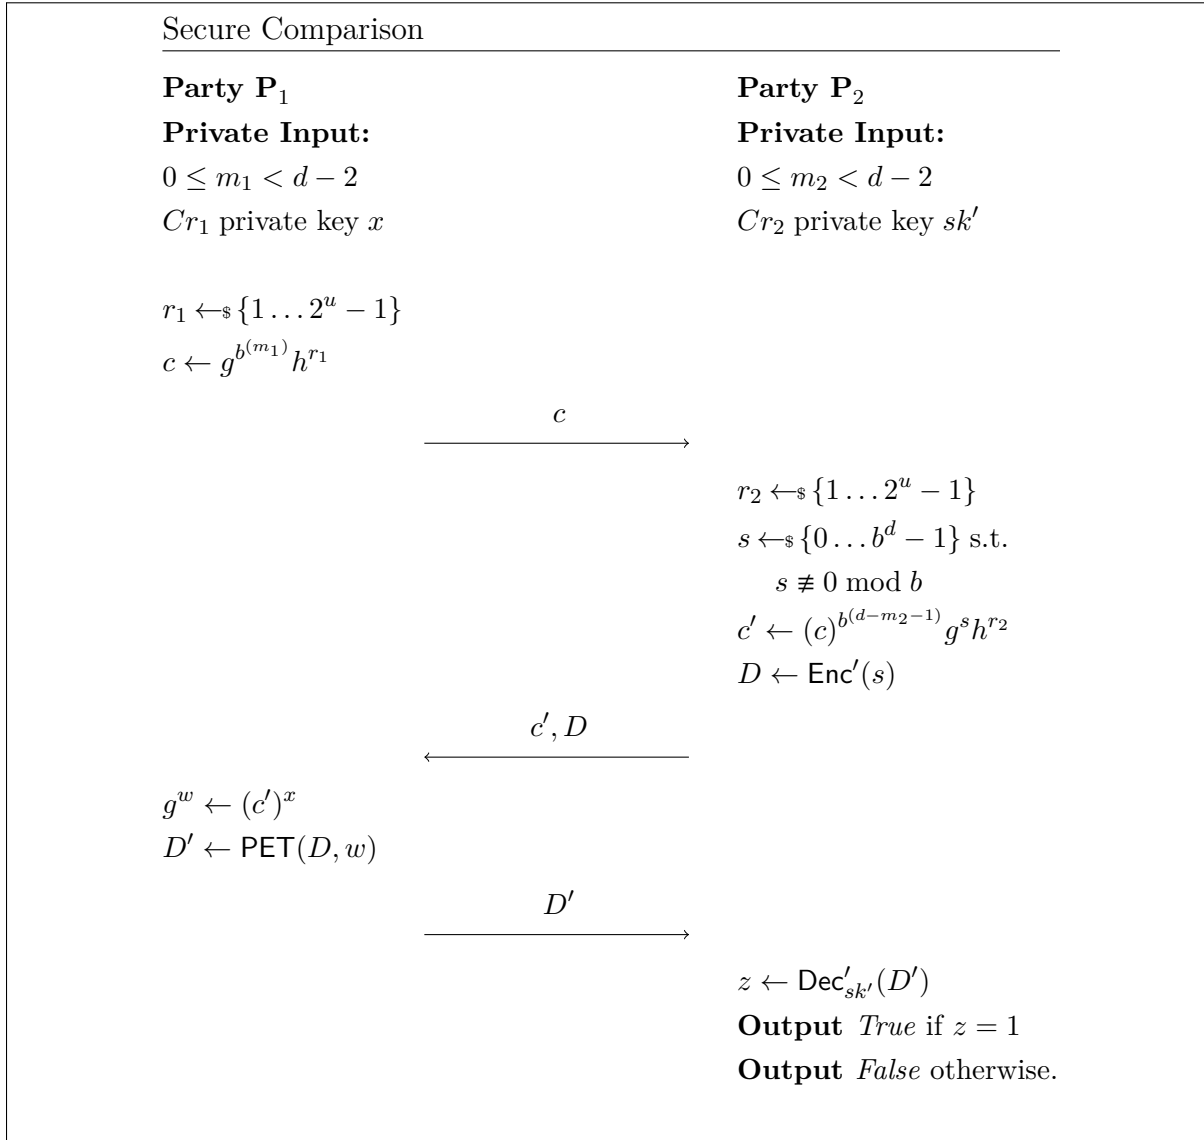 Secure Comparison
Party P₁
Private Input:
0 ≤ m₁ < d − 2
Cr₁ private key x
Party P₂
Private Input:
0 ≤ m₂ < d − 2
Cr₂ private key sk′
r₁ ←$ {1 … 2ᵘ − 1}
c ← g^{b^{(m₁)}} h^{r₁}
c
r₂ ←$ {1 … 2ᵘ − 1}
s ←$ {0 … b^d − 1} s.t.
s ≢ 0 mod b
c′ ← (c)^{b^{(d−m₂−1)}} g^s h^{r₂}
D ← Enc′(s)
c′, D
g^w ← (c′)^x
D′ ← PET(D, w)
D′
z ← Dec′_{sk′}(D′)
Output True if z = 1
Output False otherwise.